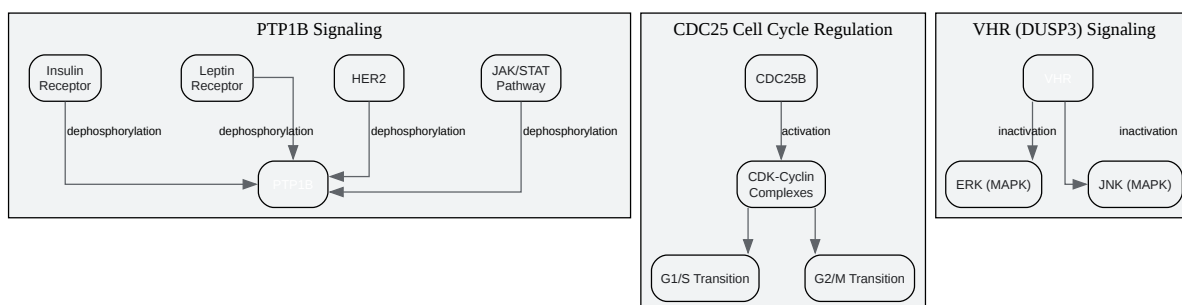 PTP1B Signaling
Insulin
Receptor
Leptin
Receptor
HER2
JAK/STAT
Pathway
dephosphorylation
dephosphorylation
dephosphorylation
dephosphorylation
PTP1B
CDC25 Cell Cycle Regulation
CDC25B
activation
CDK-Cyclin
Complexes
G1/S Transition
G2/M Transition
VHR (DUSP3) Signaling
VHR
inactivation
inactivation
ERK (MAPK)
JNK (MAPK)